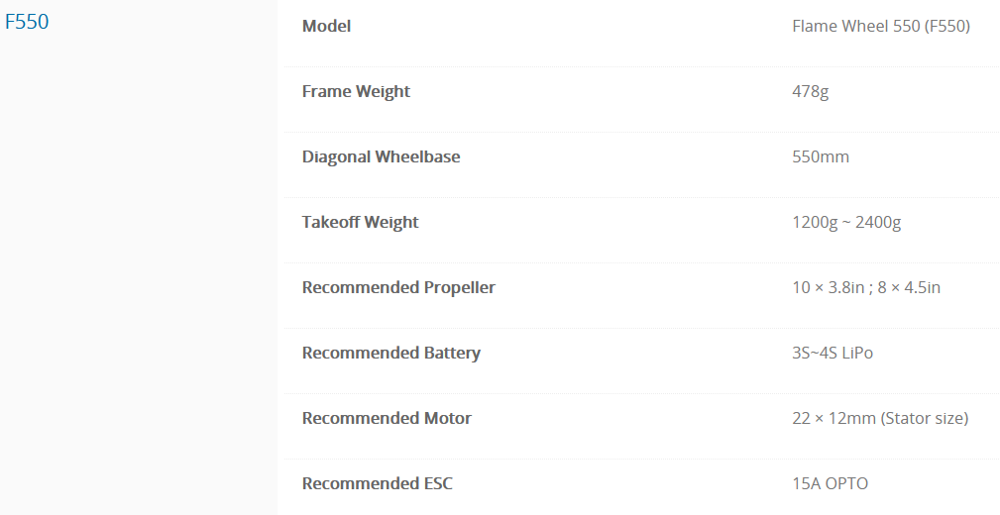 F550
Model Flame Wheel 550 (F550)
Frame Weight 478g
Diagonal Wheelbase 550mm
Takeoff Weight 1200g ~ 2400g
Recommended Propeller 10 × 3.8in ; 8 × 4.5in
Recommended Battery 3S~4S LiPo
Recommended Motor 22 × 12mm (Stator size)
Recommended ESC 15A OPTO